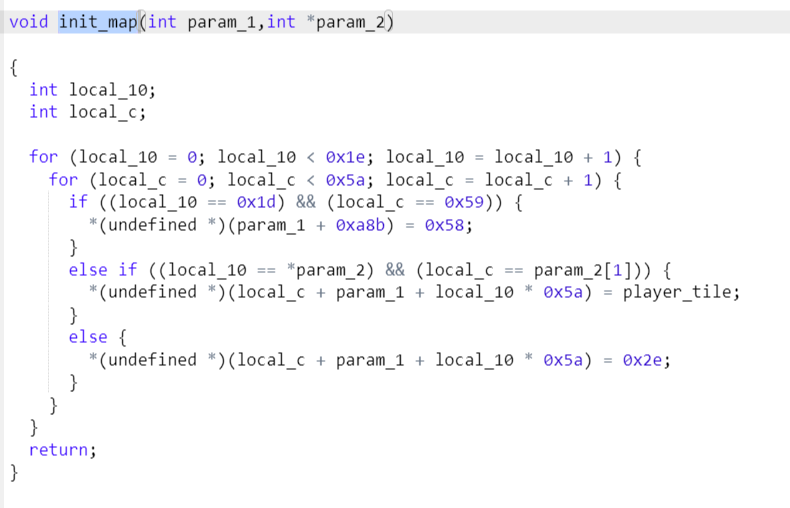 void init_map(int param_1,int *param_2)
{
int local_10;
int local_c;
for (local_10 = 0; local_10 < 0x1e; local_10 = local_10 + 1) {
for (local_c = 0; local_c < 0x5a; local_c = local_c + 1) {
if ((local_10 == 0x1d) && (local_c == 0x59)) {
*(undefined *)(param_1 + 0xa8b) = 0x58;
}
else if ((local_10 == *param_2) && (local_c == param_2[1])) {
*(undefined *)(local_c + param_1 + local_10 * 0x5a) = player_tile;
}
else {
*(undefined *)(local_c + param_1 + local_10 * 0x5a) = 0x2e;
}
}
}
return;
}